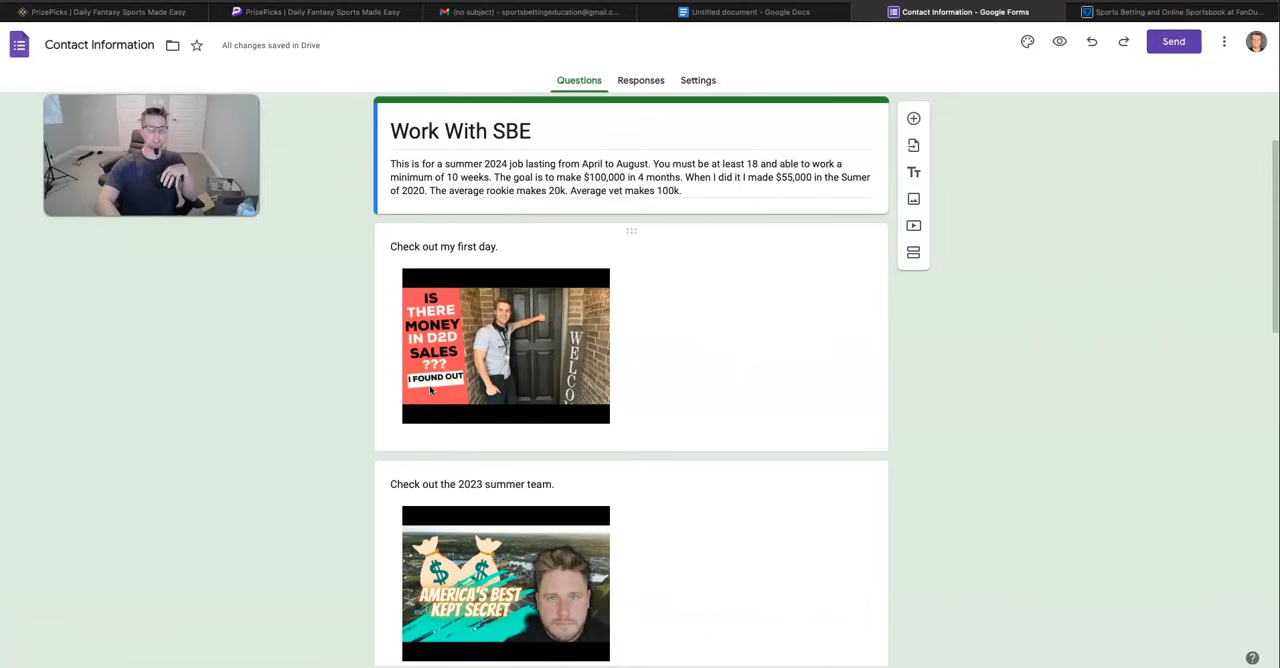 PrizePicks | Daily Fantasy Sports Made Easy
PrizePicks | Daily Fantasy Sports Made Easy
(no subject) - sportsbettingeducation@gmail.c...
Untitled document - Google Docs
Contact Information - Google Forms
Sports Betting and Online Sportsbook at FanDu...
Contact Information
All changes saved in Drive
Send
Questions
Responses
Settings
Work With SBE
This is for a summer 2024 job lasting from April to August. You must be at least 18 and able to work a
minimum of 10 weeks. The goal is to make $100,000 in 4 months. When I did it I made $55,000 in the Sumer
of 2020. The average rookie makes 20k. Average vet makes 100k.
Check out my first day.
IS
THERE
MONEY
IN D2D
SALES
???
I FOUND OUT
WELCO
Check out the 2023 summer team.
$ $
AMERICA'S BEST
KEPT SECRET
Tт
?